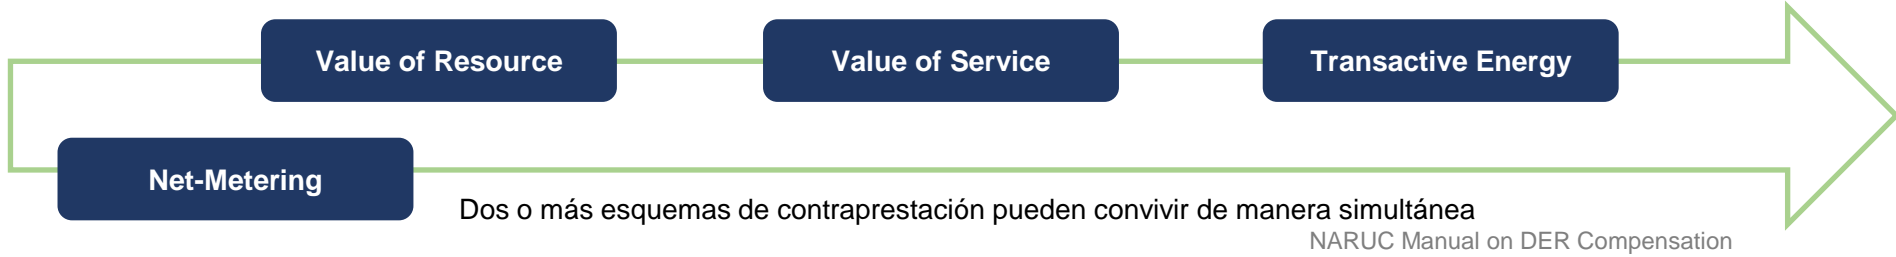 Value of Resource
Value of Service
Transactive Energy
Net-Metering
Dos o más esquemas de contraprestación pueden convivir de manera simultánea
NARUC Manual on DER Compensation